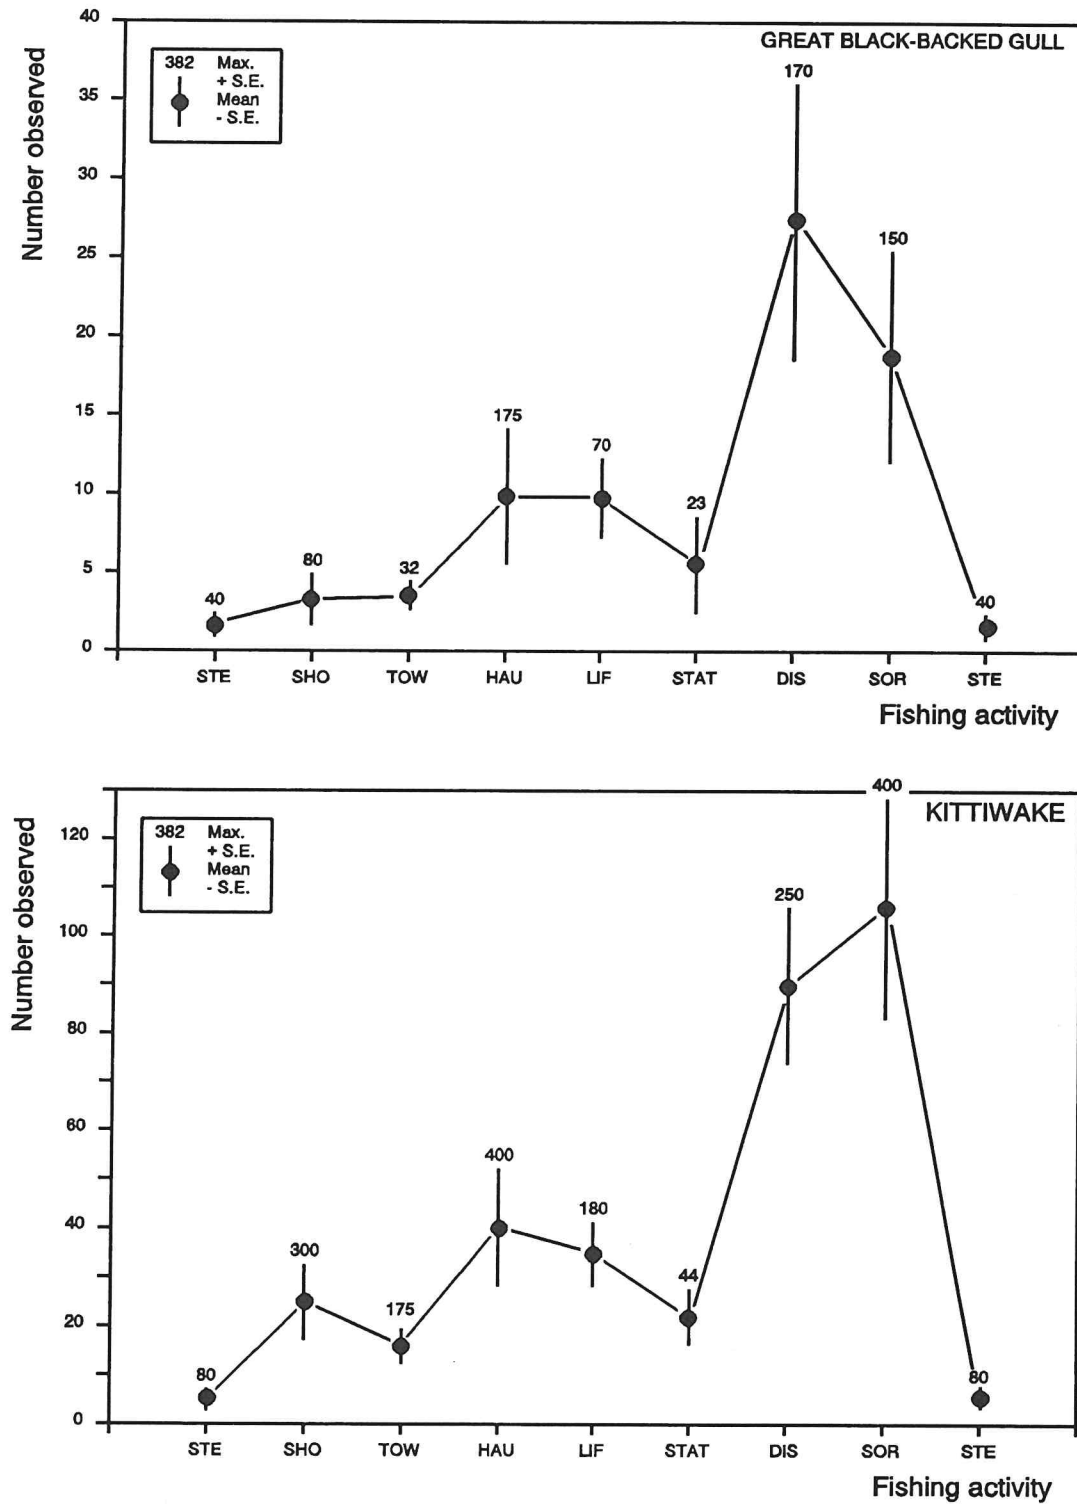 GREAT BLACK-BACKED GULL
Number observed
40
35
30
25
20
15
10
5
0
382 Max.
+ S.E.
Mean
- S.E.
40
80
32
175
70
23
170
150
40
STE SHO TOW HAU LIF STAT DIS SOR STE
Fishing activity
KITTIWAKE
Number observed
120
100
80
60
40
20
0
382 Max.
+ S.E.
Mean
- S.E.
80
300
175
400
180
44
250
400
80
STE SHO TOW HAU LIF STAT DIS SOR STE
Fishing activity